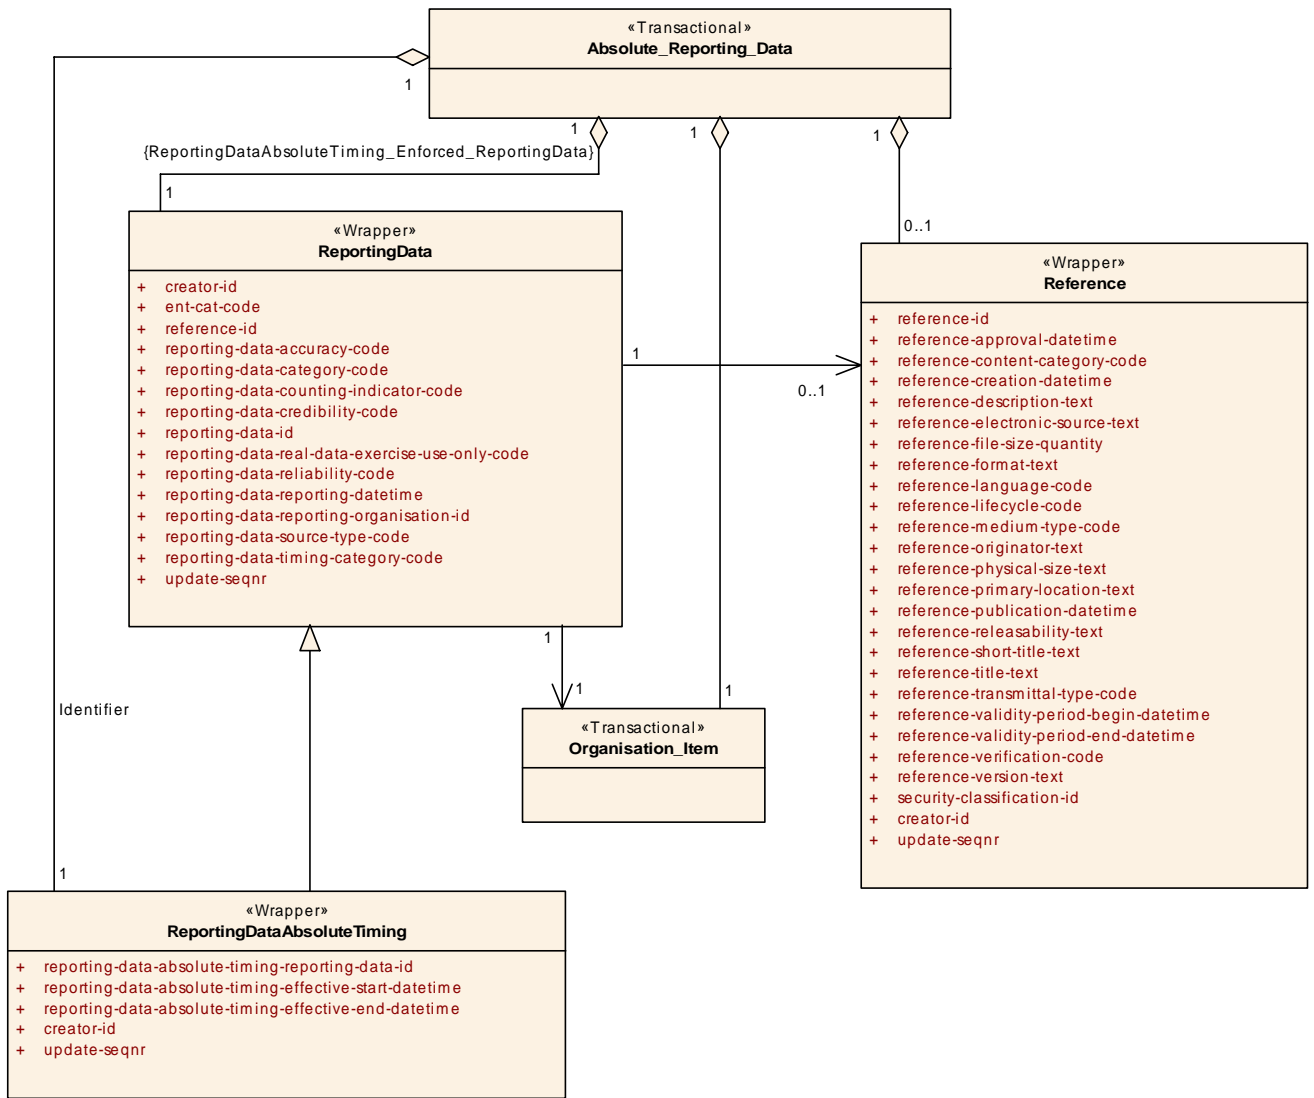 «Transactional»
Absolute_Reporting_Data
1
1
1
1
{ReportingDataAbsoluteTiming_Enforced_ReportingData}
1
0..1
«Wrapper»
ReportingData
+ creator-id
+ ent-cat-code
+ reference-id
+ reporting-data-accuracy-code
+ reporting-data-category-code
+ reporting-data-counting-indicator-code
+ reporting-data-credibility-code
+ reporting-data-id
+ reporting-data-real-data-exercise-use-only-code
+ reporting-data-reliability-code
+ reporting-data-reporting-datetime
+ reporting-data-reporting-organisation-id
+ reporting-data-source-type-code
+ reporting-data-timing-category-code
+ update-seqnr
1
0..1
«Wrapper»
Reference
+ reference-id
+ reference-approval-datetime
+ reference-content-category-code
+ reference-creation-datetime
+ reference-description-text
+ reference-electronic-source-text
+ reference-file-size-quantity
+ reference-format-text
+ reference-language-code
+ reference-lifecycle-code
+ reference-medium-type-code
+ reference-originator-text
+ reference-physical-size-text
+ reference-primary-location-text
+ reference-publication-datetime
+ reference-releasability-text
+ reference-short-title-text
+ reference-title-text
+ reference-transmittal-type-code
+ reference-validity-period-begin-datetime
+ reference-validity-period-end-datetime
+ reference-verification-code
+ reference-version-text
+ security-classification-id
+ creator-id
+ update-seqnr
1
1
1
Identifier
«Transactional»
Organisation_Item
1
«Wrapper»
ReportingDataAbsoluteTiming
+ reporting-data-absolute-timing-reporting-data-id
+ reporting-data-absolute-timing-effective-start-datetime
+ reporting-data-absolute-timing-effective-end-datetime
+ creator-id
+ update-seqnr